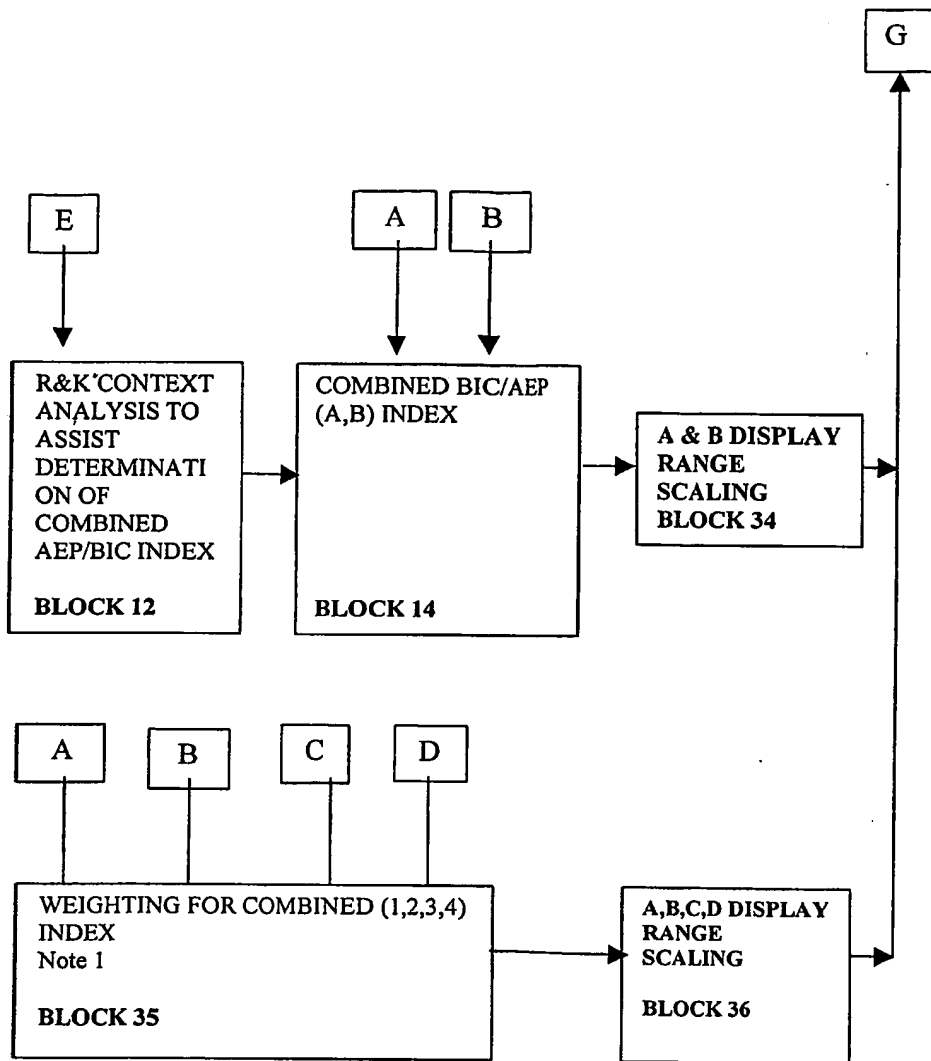 G
E
A
B
R&K CONTEXT
ANALYSIS TO
ASSIST
DETERMINATI
ON OF
COMBINED
AEP/BIC INDEX
BLOCK 12
COMBINED BIC/AEP
(A,B) INDEX
BLOCK 14
A & B DISPLAY
RANGE
SCALING
BLOCK 34
A
B
C
D
WEIGHTING FOR COMBINED (1,2,3,4)
INDEX
Note 1
BLOCK 35
A,B,C,D DISPLAY
RANGE
SCALING
BLOCK 36